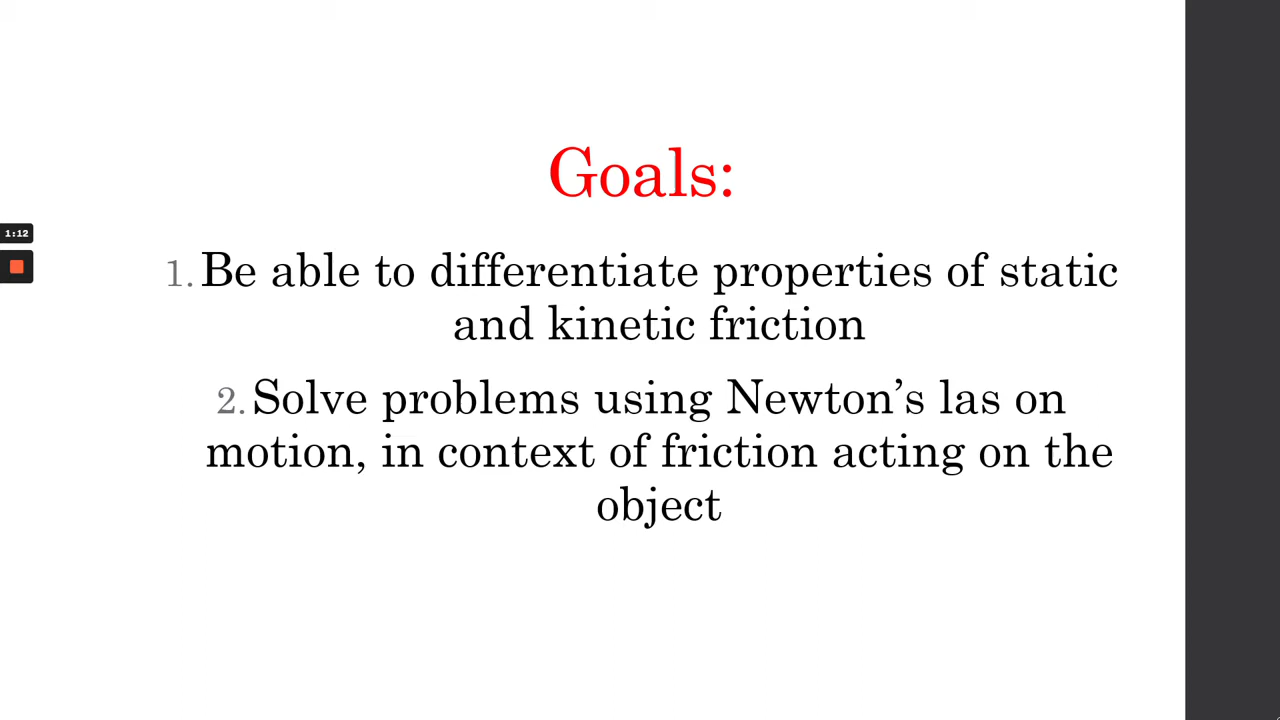 Goals:
1:12
1. Be able to differentiate properties of static
and kinetic friction
2. Solve problems using Newton’s las on
motion, in context of friction acting on the
object